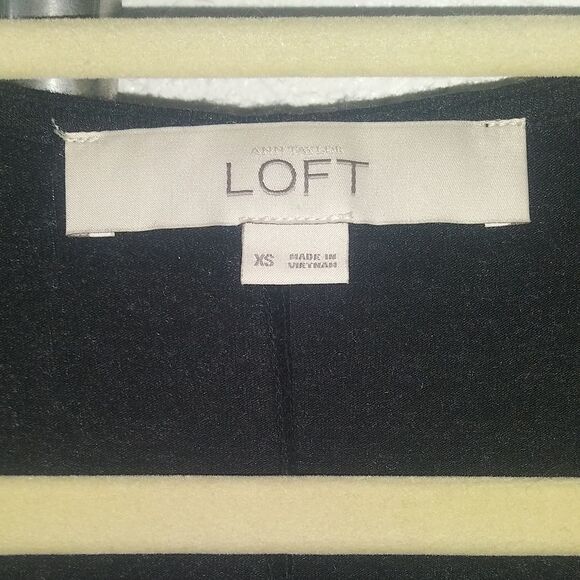 ANN TAYLOR
LOFT
XS
MADE IN
VIETNAM